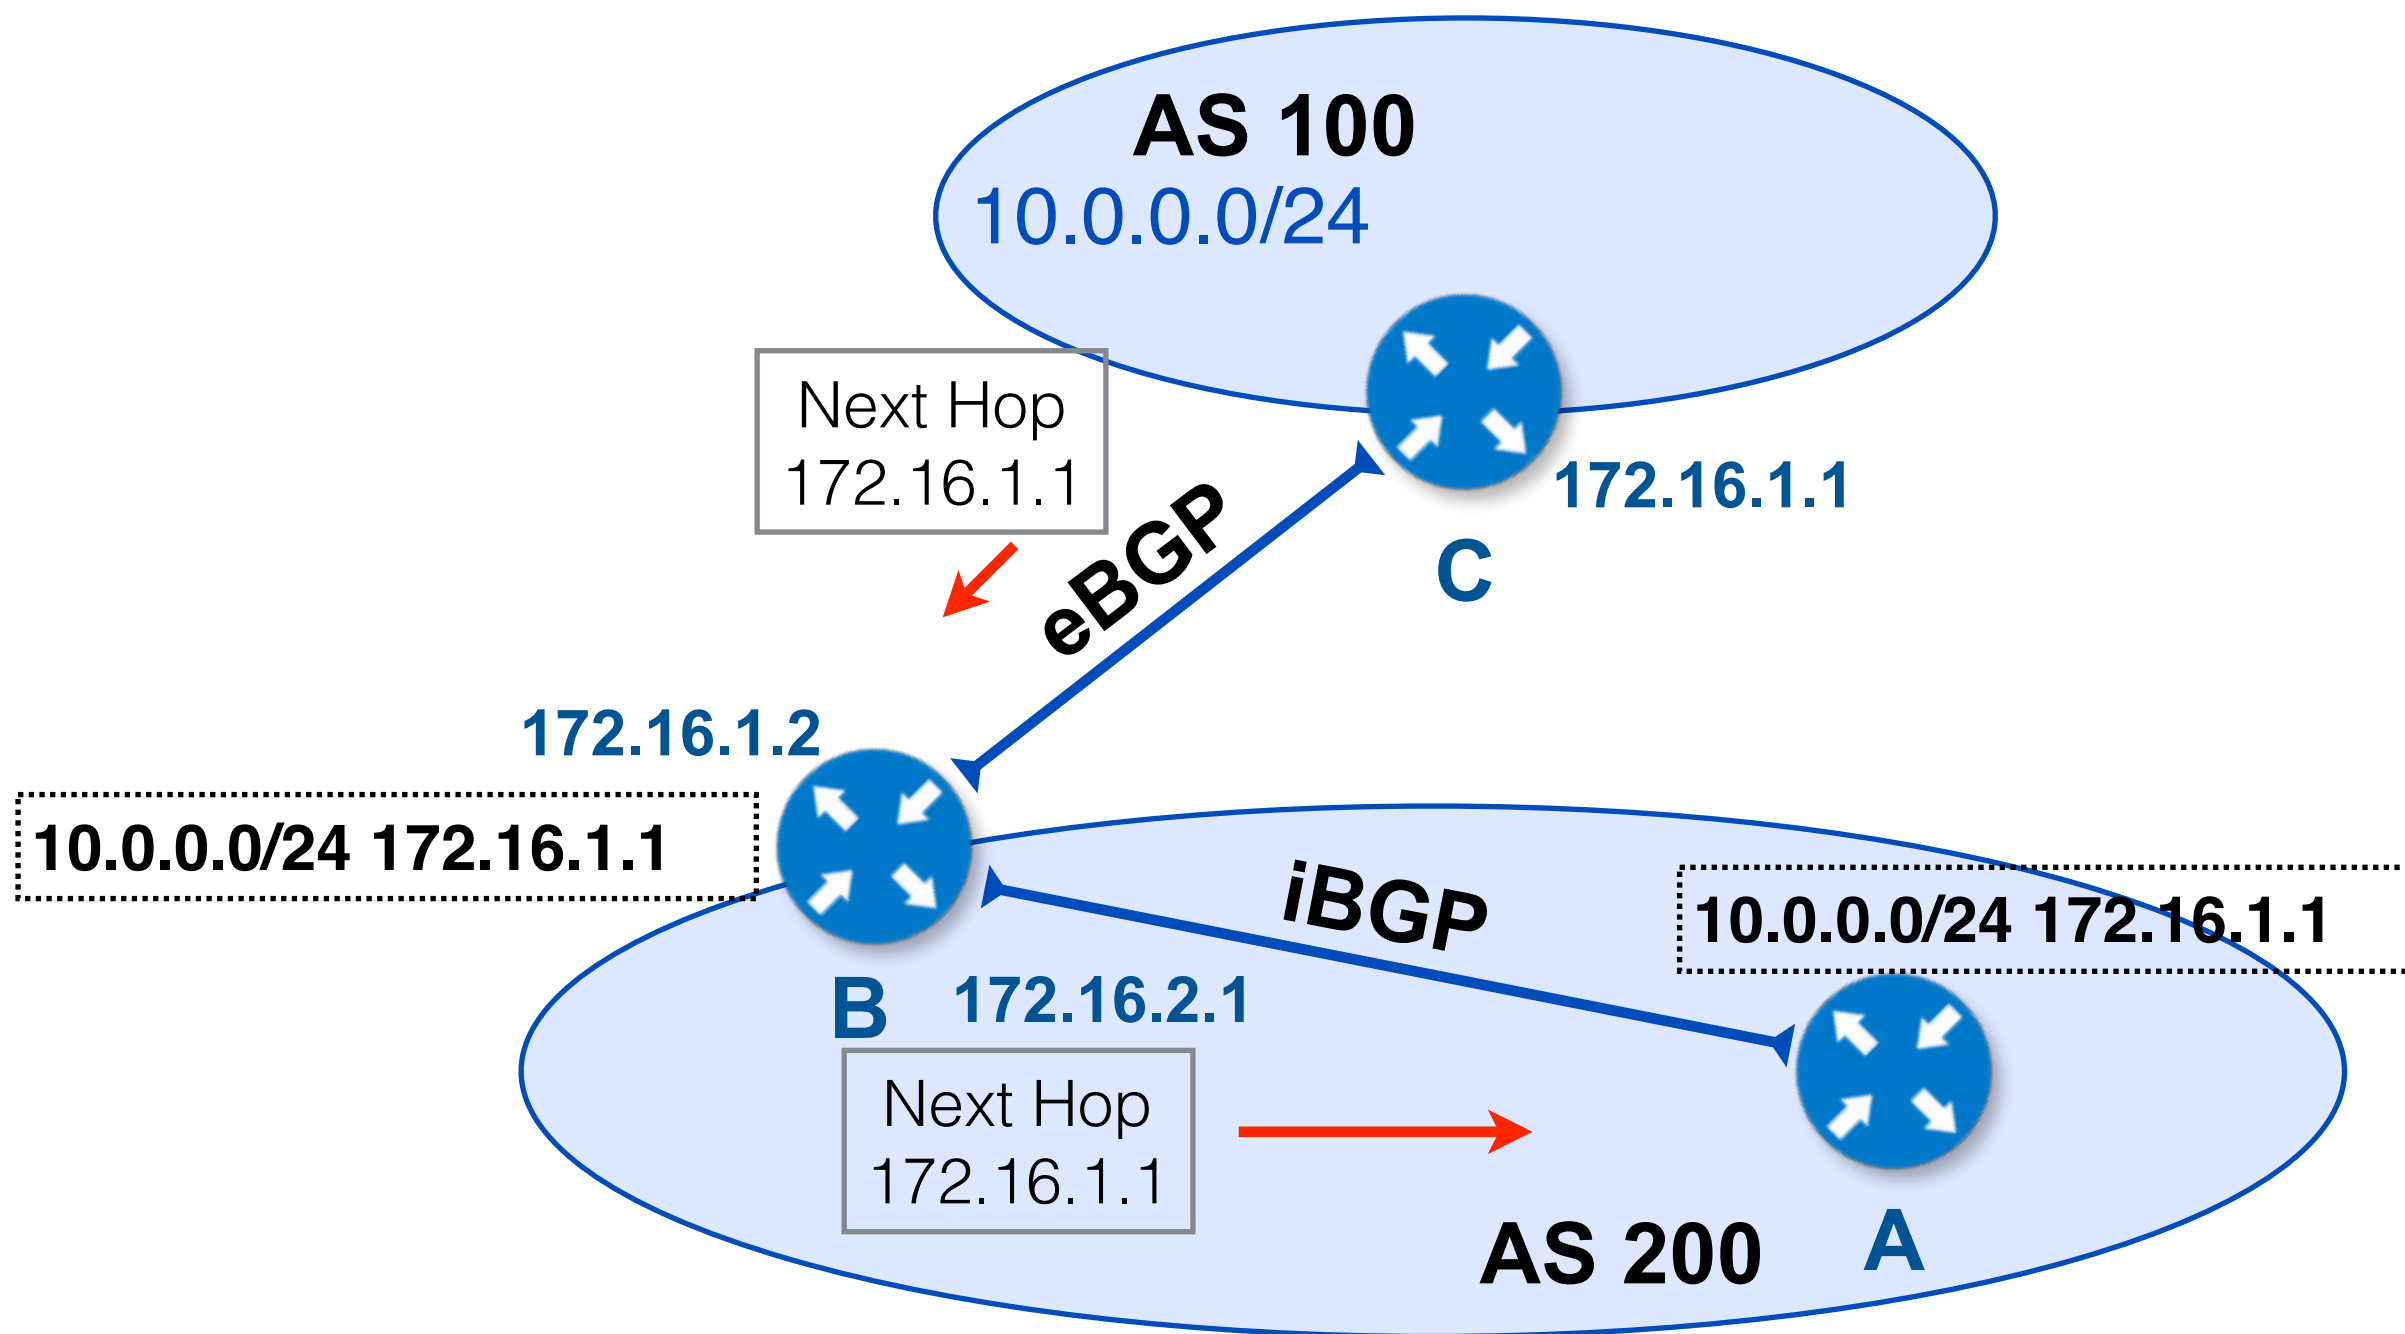 AS 100
10.0.0.0/24
Next Hop
172.16.1.1
172.16.1.1
eBGP
C
172.16.1.2
10.0.0.0/24 172.16.1.1
iBGP
10.0.0.0/24 172.16.1.1
B
172.16.2.1
Next Hop
172.16.1.1
AS 200
A